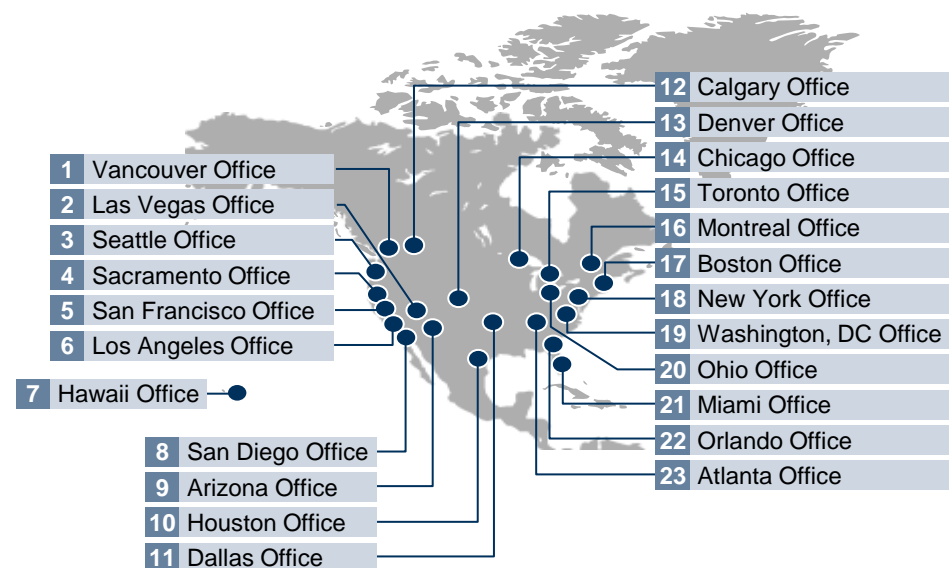 1 Vancouver Office
2 Las Vegas Office
3 Seattle Office
4 Sacramento Office
5 San Francisco Office
6 Los Angeles Office
7 Hawaii Office
8 San Diego Office
9 Arizona Office
10 Houston Office
11 Dallas Office
12 Calgary Office
13 Denver Office
14 Chicago Office
15 Toronto Office
16 Montreal Office
17 Boston Office
18 New York Office
19 Washington, DC Office
20 Ohio Office
21 Miami Office
22 Orlando Office
23 Atlanta Office